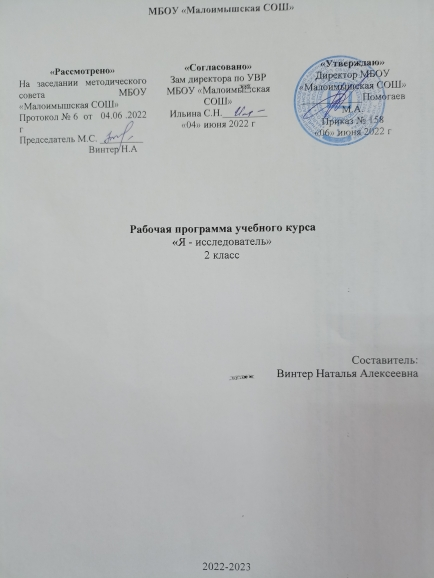 МБОУ «Малоимышская СОШ»
«Рассмотрено»
На заседании методического
совета МБОУ
«Малоимышская СОШ»
Протокол № 6 от 04.06 .2022
г
Председатель М.С.
Винтер Н.А
«Согласовано»
Зам директора по УВР
МБОУ «Малоимышская
СОШ»
Ильина С.Н.
«04» июня 2022 г
«Утверждаю»
Директор МБОУ
«Малоимышская СОШ»
Помогаев
М.А.
Приказ № 158
«06» июня 2022 г
Рабочая программа учебного курса
«Я - исследователь»
2 класс
Составитель:
Винтер Наталья Алексеевна
2022-2023